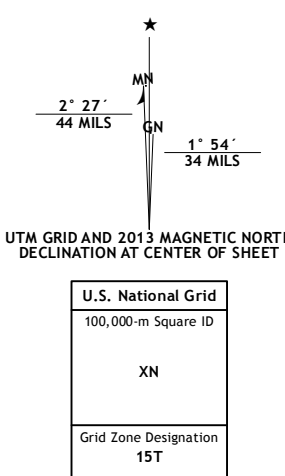 ★
MN
2° 27´
44 MILS
GN
1° 54´
34 MILS
UTM GRID AND 2013 MAGNETIC NORT
DECLINATION AT CENTER OF SHEET
U.S. National Grid
100,000-m Square ID
XN
Grid Zone Designation
15T